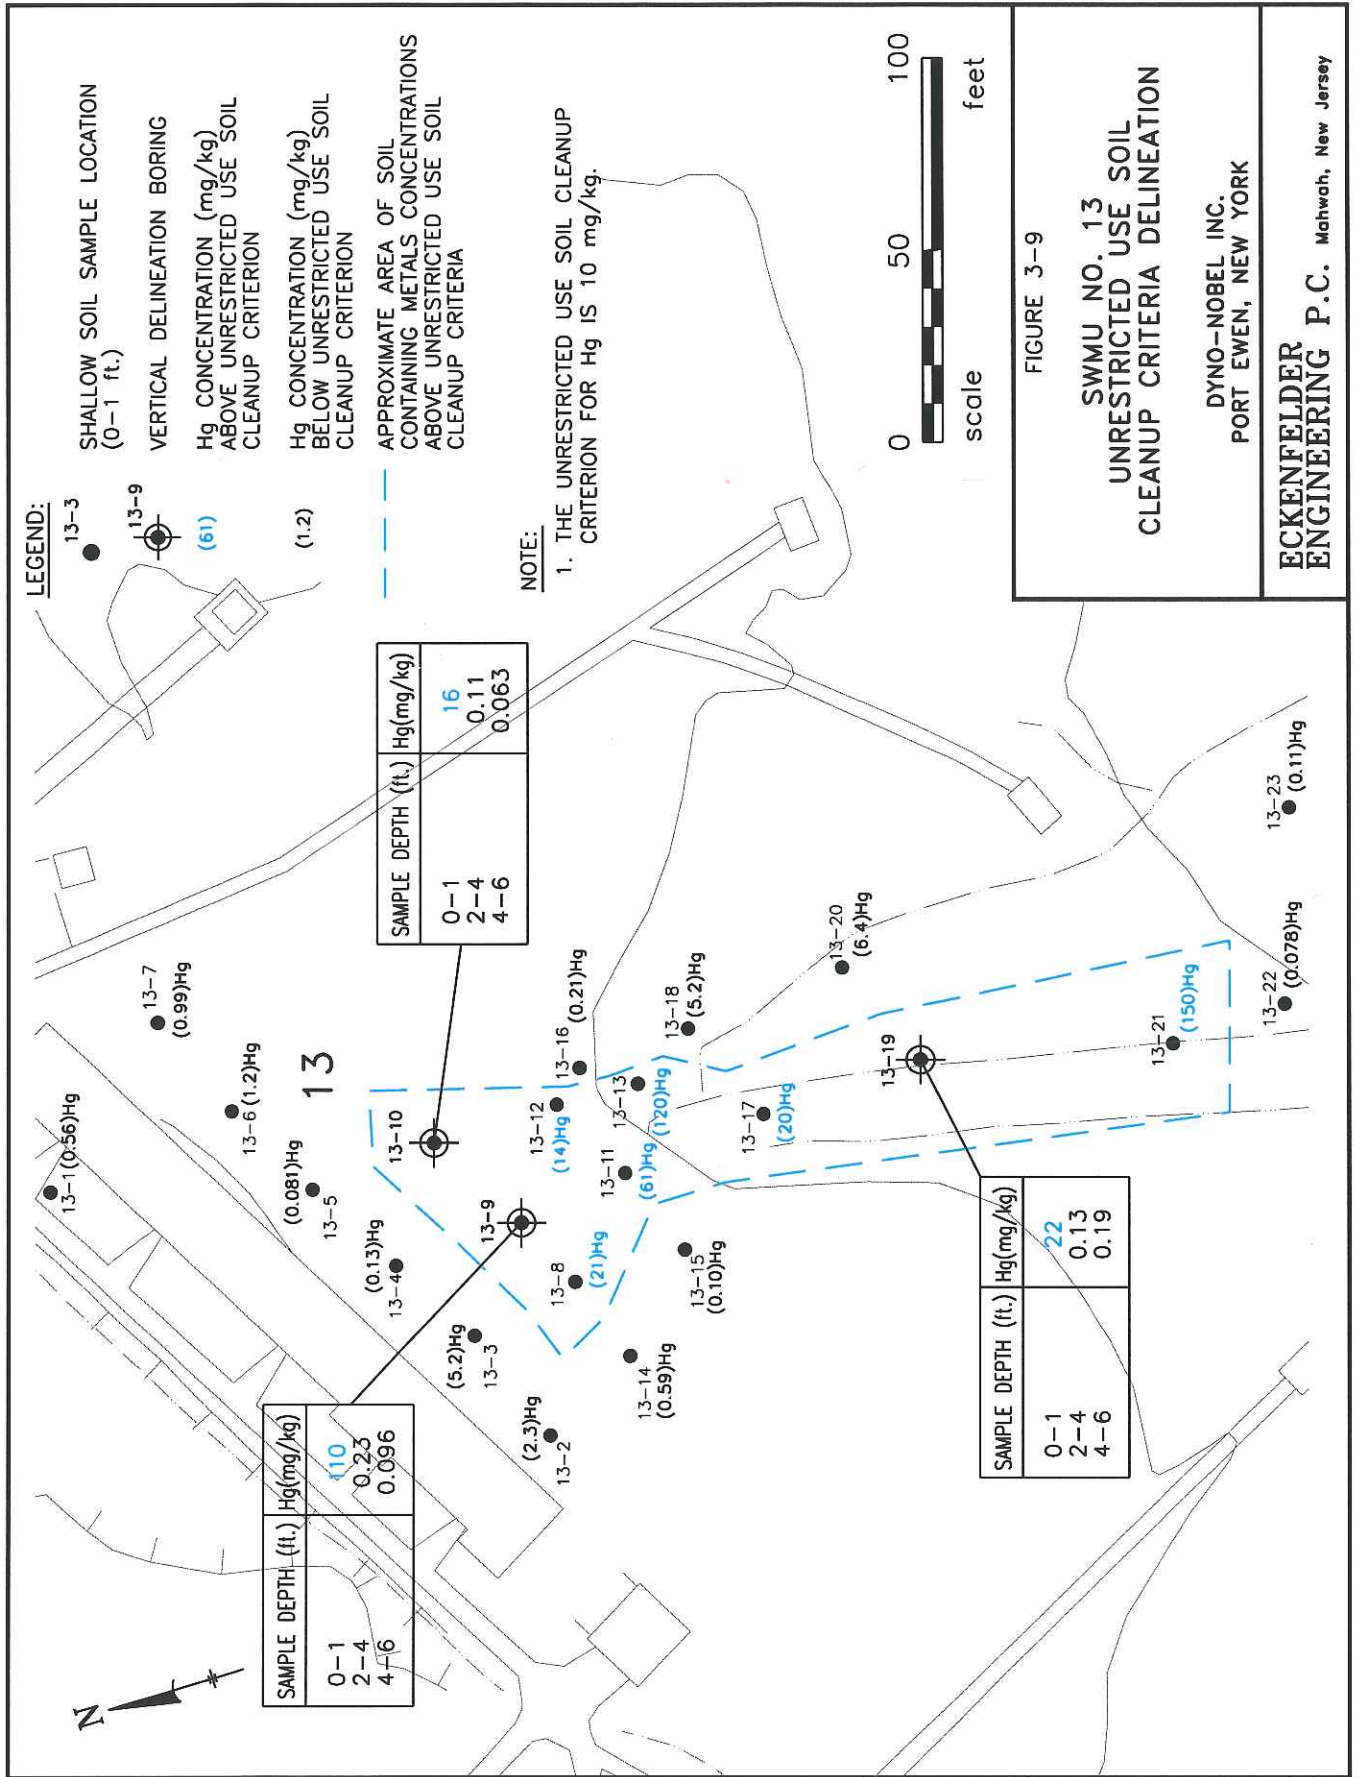 LEGEND:
13-3
SHALLOW SOIL SAMPLE LOCATION
(0-1 ft.)
13-9
VERTICAL DELINEATION BORING
(61)
Hg CONCENTRATION (mg/kg)
ABOVE UNRESTRICTED USE SOIL
CLEANUP CRITERION
(1.2)
Hg CONCENTRATION (mg/kg)
BELOW UNRESTRICTED USE SOIL
CLEANUP CRITERION
APPROXIMATE AREA OF SOIL
CONTAINING METALS CONCENTRATIONS
ABOVE UNRESTRICTED USE SOIL
CLEANUP CRITERIA
NOTE:
1. THE UNRESTRICTED USE SOIL CLEANUP
CRITERION FOR Hg IS 10 mg/kg.
N
13
13-1 (0.56)Hg
13-7
(0.99)Hg
13-6 (1.2)Hg
(0.081)Hg
13-5
(0.13)Hg
13-4
(5.2)Hg
13-3
(2.3)Hg
13-2
13-10
13-9
13-8
(21)Hg
13-12
(14)Hg
13-16 (0.21)Hg
13-11
(61)Hg
13-13
(120)Hg
13-14
(0.59)Hg
13-15
(0.10)Hg
13-18
(5.2)Hg
13-17
(20)Hg
13-20
(6.4)Hg
13-19
13-21
(150)Hg
13-22
(0.078)Hg
13-23
(0.11)Hg
SAMPLE DEPTH (ft.) Hg(mg/kg)
0-1 110
2-4 0.23
4-6 0.096
SAMPLE DEPTH (ft.) Hg(mg/kg)
0-1 16
2-4 0.11
4-6 0.063
SAMPLE DEPTH (ft.) Hg(mg/kg)
0-1 22
2-4 0.13
4-6 0.19
0 50 100
scale feet
FIGURE 3-9
SWMU NO. 13
UNRESTRICTED USE SOIL
CLEANUP CRITERIA DELINEATION
DYNO-NOBEL INC.
PORT EWEN, NEW YORK
ECKENFELDER
ENGINEERING P.C. Mahwah, New Jersey